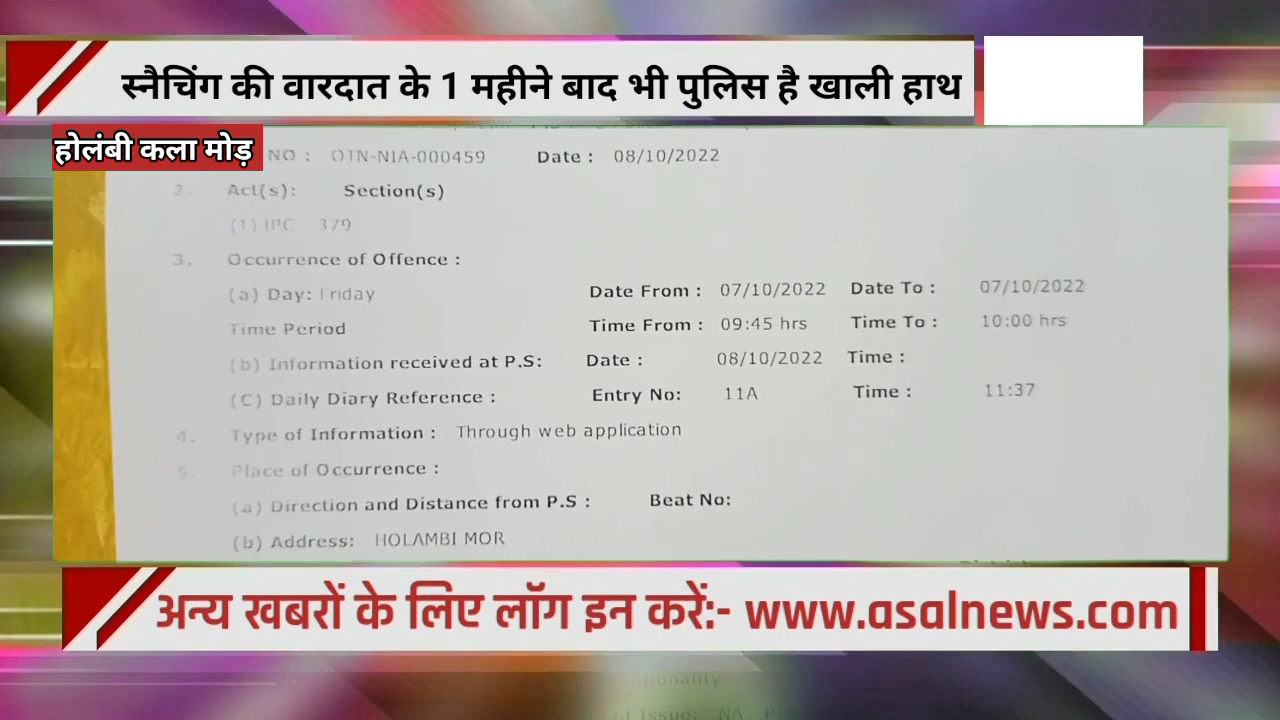 स्नैचिंग की वारदात के 1 महीने बाद भी पुलिस है खाली हाथ
होलंबी कला मोड़
NO : OTN-NIA-000459 Date : 08/10/2022
2. Act(s): Section(s)
(1) IPC 379
3. Occurrence of Offence :
(a) Day: Friday Date From : 07/10/2022 Date To : 07/10/2022
Time Period Time From : 09:45 hrs Time To : 10:00 hrs
(b) Information received at P.S: Date : 08/10/2022 Time :
(C) Daily Diary Reference : Entry No: 11A Time : 11:37
4. Type of Information : Through web application
5. Place of Occurrence :
(a) Direction and Distance from P.S : Beat No:
(b) Address: HOLAMBI MOR
अन्य खबरों के लिए लॉग इन करें:- www.asalnews.com
of Issue: NA